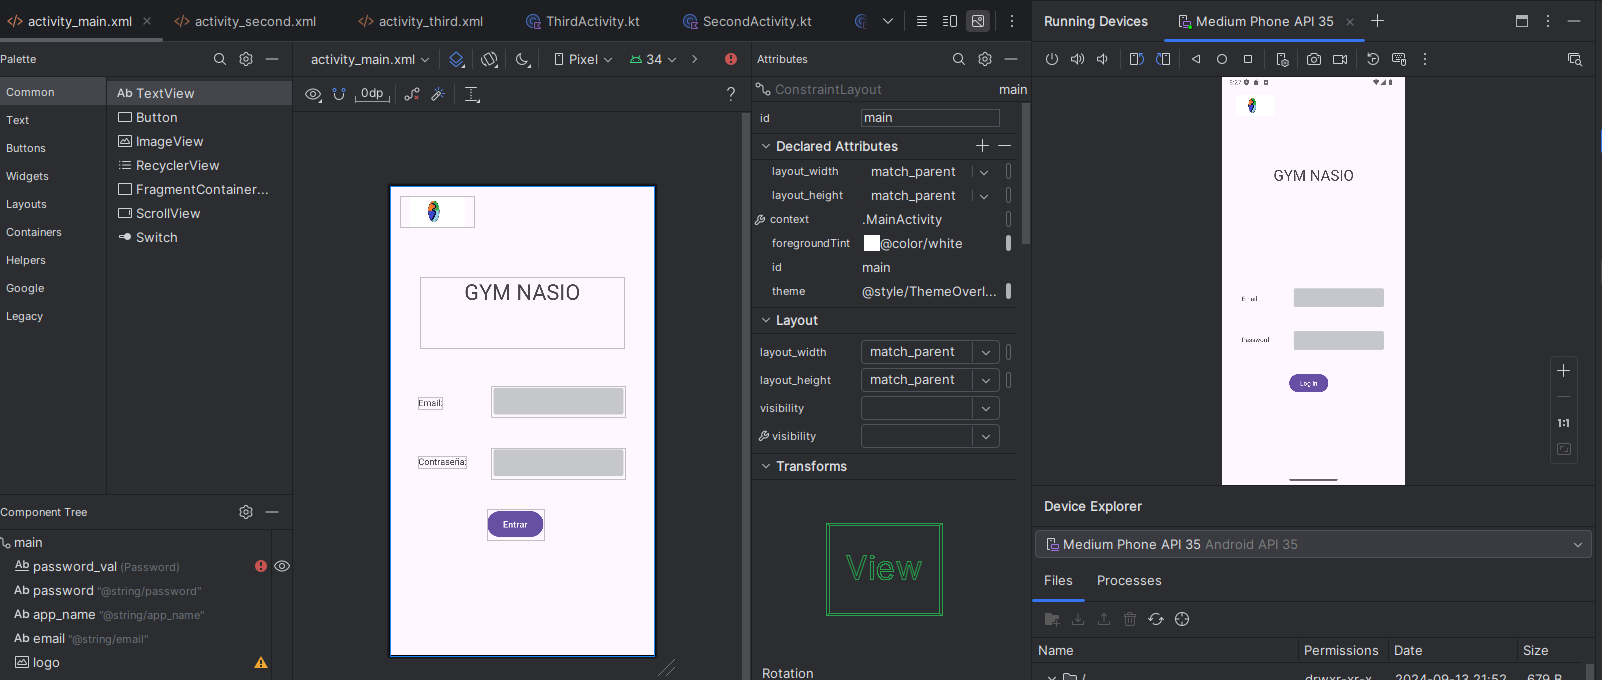 activity_main.xml
activity_second.xml
activity_third.xml
ThirdActivity.kt
SecondActivity.kt
Running Devices
Medium Phone API 35
Palette
activity_main.xml
Pixel
34
Attributes
Common
Text
Buttons
Widgets
Layouts
Containers
Helpers
Google
Legacy
Ab TextView
Button
ImageView
RecyclerView
FragmentContainer...
ScrollView
Switch
0dp
?
GYM NASIO
Email:
Contraseña:
Entrar
ConstraintLayout main
id main
Declared Attributes
layout_width match_parent
layout_height match_parent
context .MainActivity
foregroundTint @color/white
id main
theme @style/ThemeOverl...
Layout
layout_width match_parent
layout_height match_parent
visibility
visibility
Transforms
View
Rotation
5:27
GYM NASIO
Email
Password
Log In
1:1
Component Tree
main
Ab password_val (Password)
Ab password "@string/password"
Ab app_name "@string/app_name"
Ab email "@string/email"
logo
Device Explorer
Medium Phone API 35 Android API 35
Files Processes
Name Permissions Date Size
/ drwxr-xr-x 2024-09-13 21:52 679 B